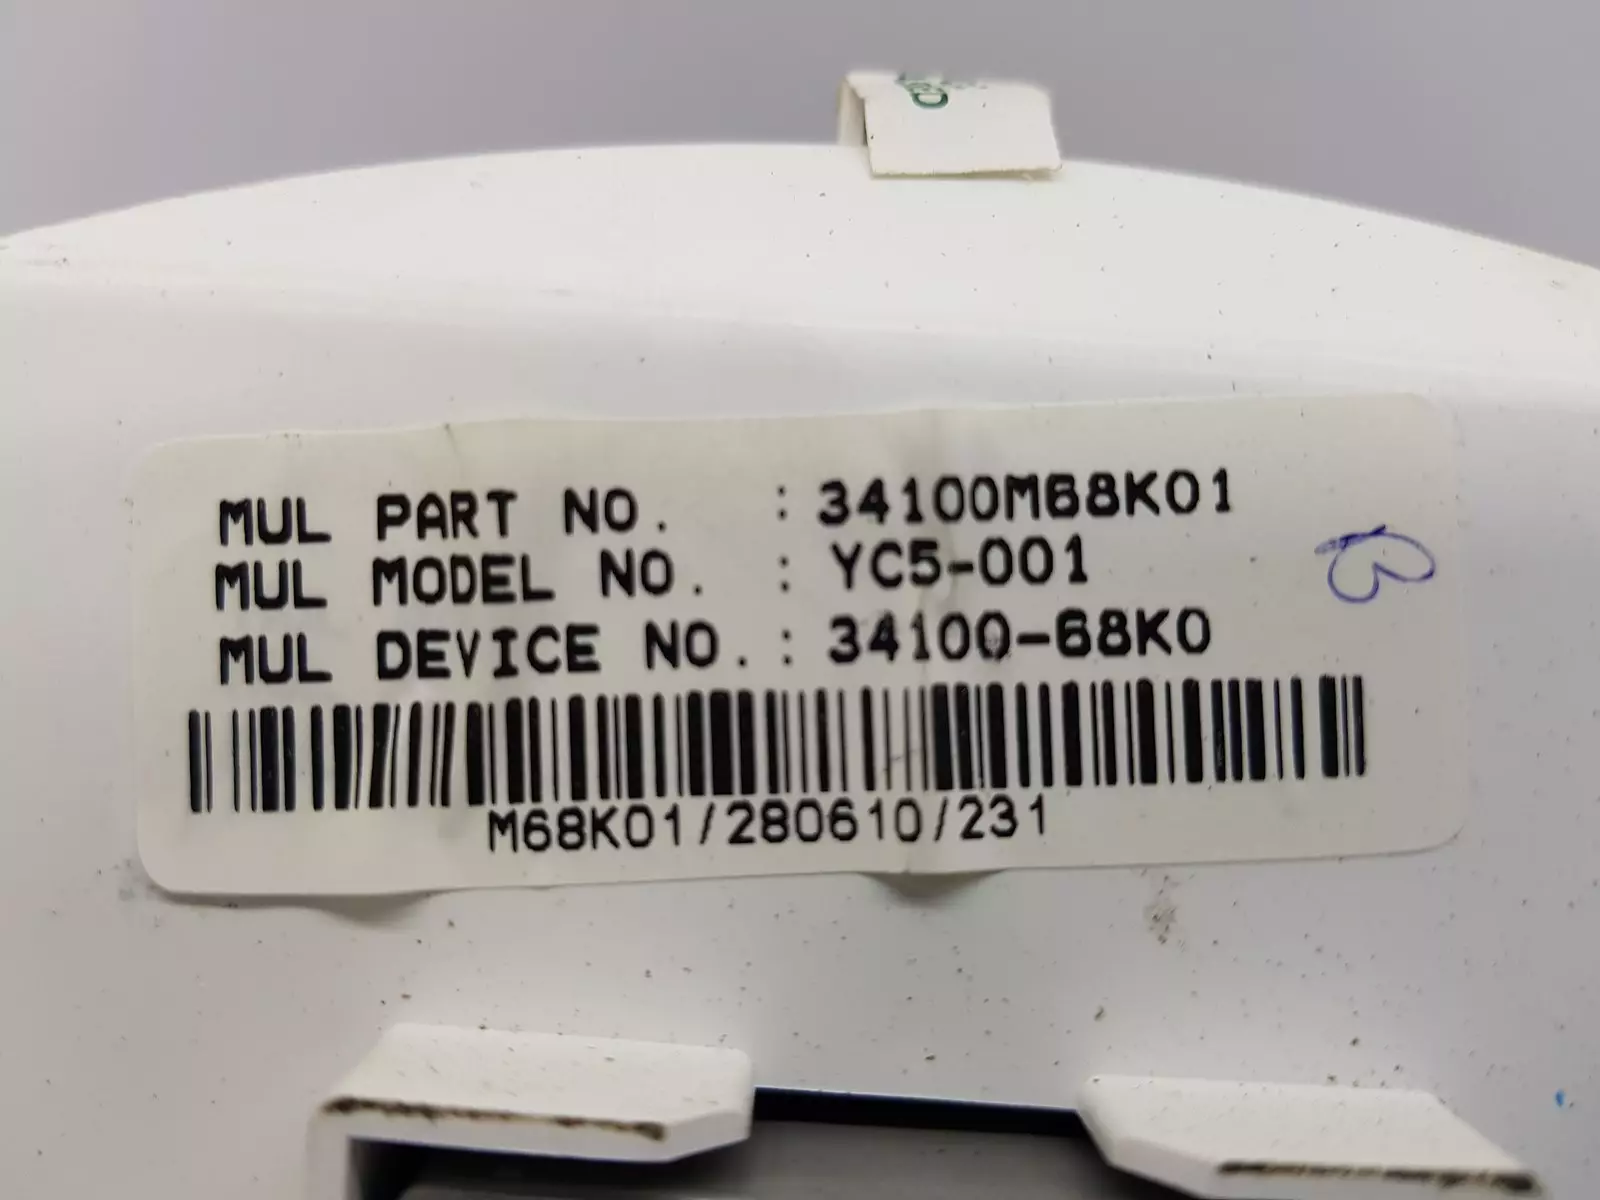 MUL PART NO. : 34100M68K01
MUL MODEL NO. : YC5-001
MUL DEVICE NO. : 34100-68K0
M68K01/280610/231